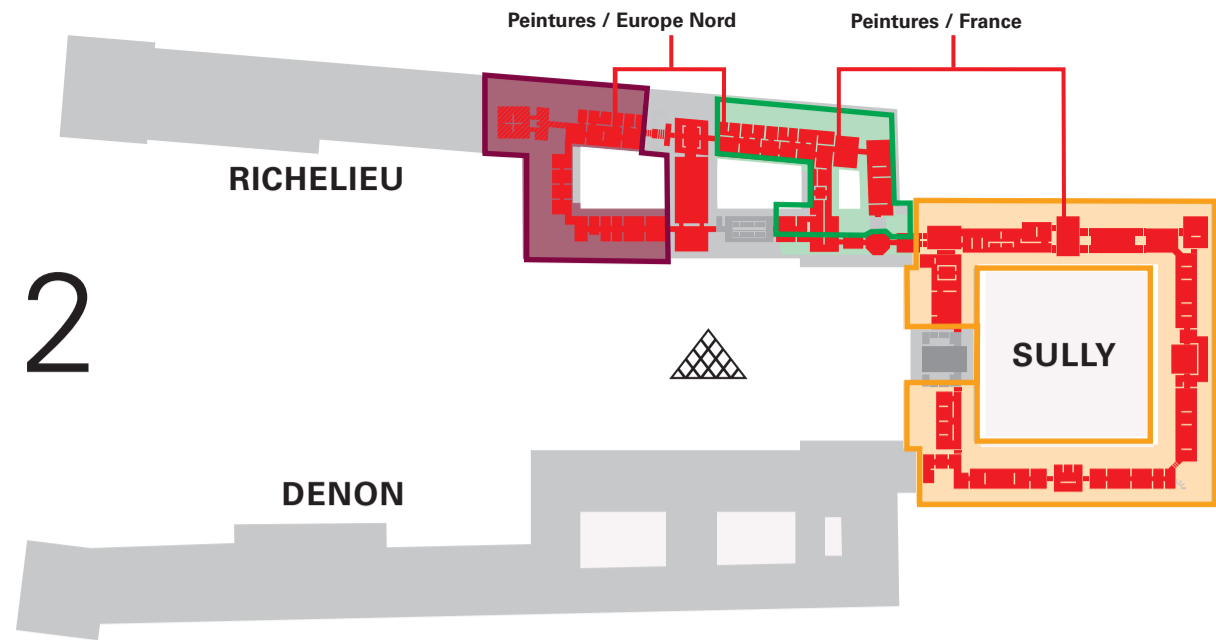 Peintures / Europe Nord
Peintures / France
RICHELIEU
2
SULLY
DENON